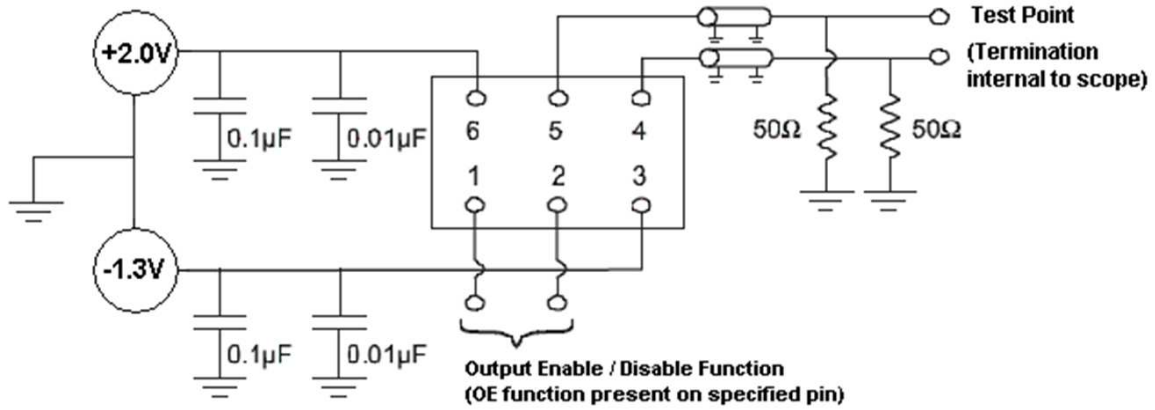 +2.0V
0.1µF
0.01µF
6
5
4
1
2
3
Test Point
(Termination
internal to scope)
50Ω
50Ω
-1.3V
0.1µF
0.01µF
Output Enable / Disable Function
(OE function present on specified pin)